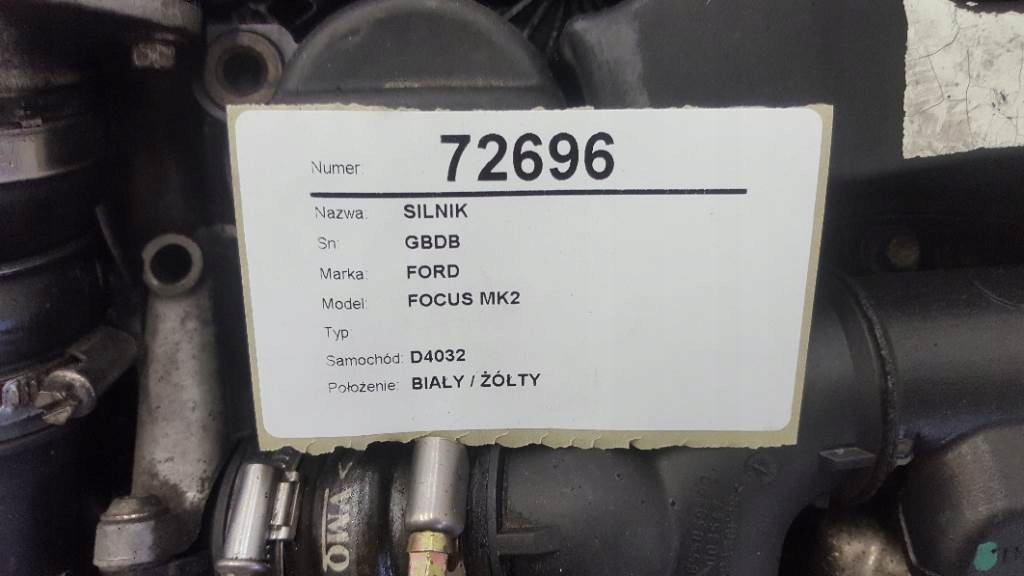 Numer: 72696
Nazwa: SILNIK
Sn: GBDB
Marka: FORD
Model: FOCUS MK2
Typ:
Samochód: D4032
Położenie: BIAŁY / ŻÓŁTY